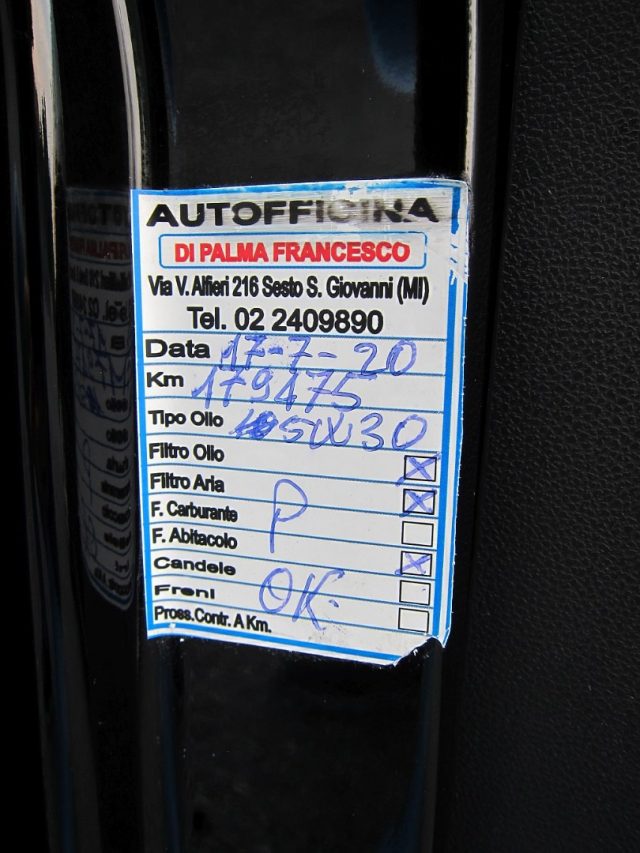 AUTOFFICINA
DI PALMA FRANCESCO
Via V. Alfieri 216 Sesto S. Giovanni (MI)
Tel. 02 2409890
Data 17-7-20
Km 179175
Tipo Olio 5W30
Filtro Olio X
Filtro Aria X
F. Carburante P
F. Abitacolo X
Candele
Freni OK.
Pross.Contr. A Km.